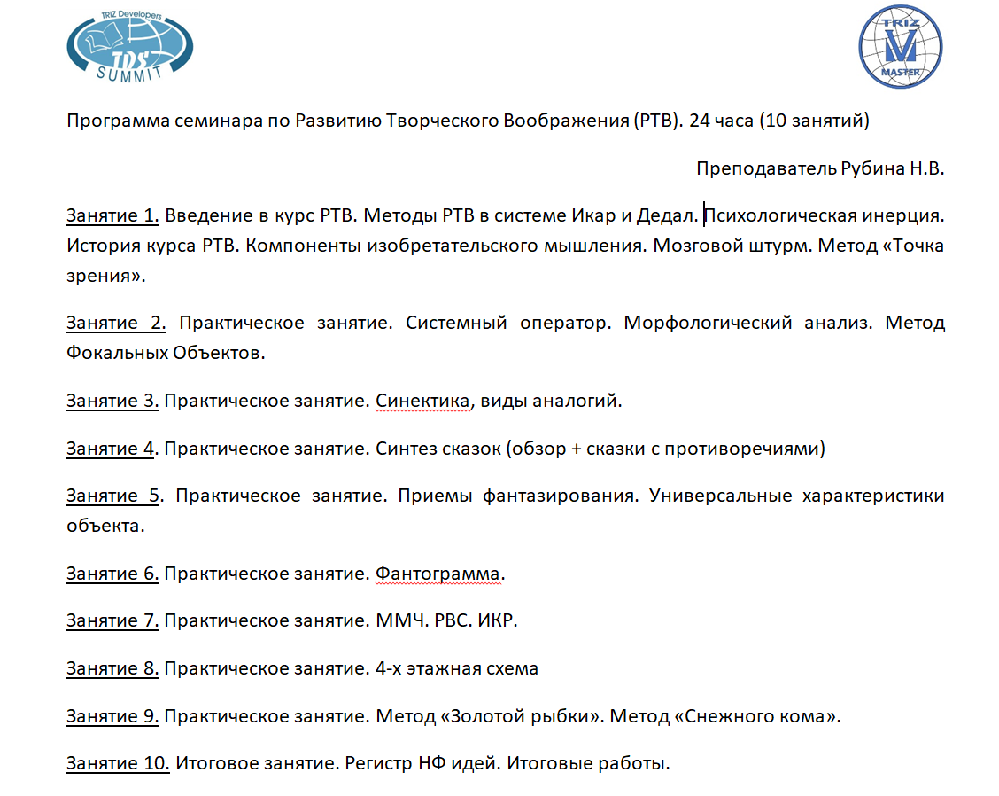 TRIZ Developers
TDS
SUMMIT
TRIZ
MASTER
Программа семинара по Развитию Творческого Воображения (РТВ). 24 часа (10 занятий)
Преподаватель Рубина Н.В.
Занятие 1. Введение в курс РТВ. Методы РТВ в системе Икар и Дедал. Психологическая инерция.
История курса РТВ. Компоненты изобретательского мышления. Мозговой штурм. Метод «Точка
зрения».
Занятие 2. Практическое занятие. Системный оператор. Морфологический анализ. Метод
Фокальных Объектов.
Занятие 3. Практическое занятие. Синектика, виды аналогий.
Занятие 4. Практическое занятие. Синтез сказок (обзор + сказки с противоречиями)
Занятие 5. Практическое занятие. Приемы фантазирования. Универсальные характеристики
объекта.
Занятие 6. Практическое занятие. Фантограмма.
Занятие 7. Практическое занятие. ММЧ. РВС. ИКР.
Занятие 8. Практическое занятие. 4-х этажная схема
Занятие 9. Практическое занятие. Метод «Золотой рыбки». Метод «Снежного кома».
Занятие 10. Итоговое занятие. Регистр НФ идей. Итоговые работы.